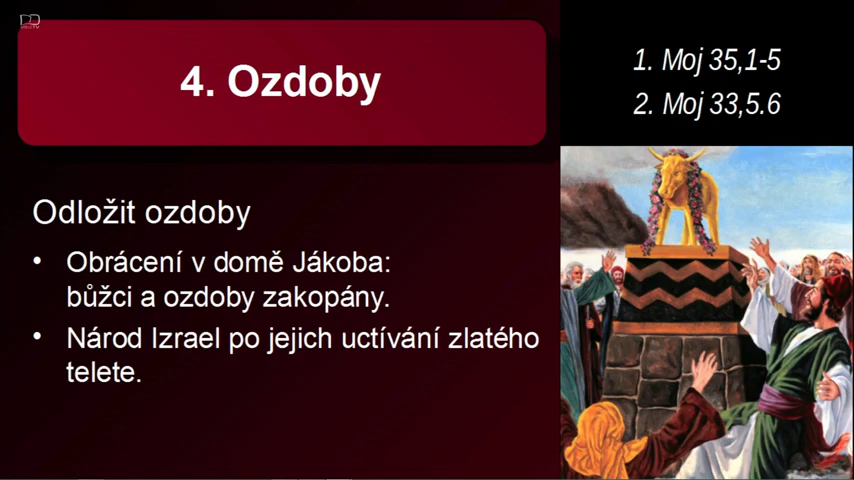 4. Ozdoby
1. Moj 35,1-5
2. Moj 33,5.6
Odložit ozdoby
• Obrácení v domě Jákoba:
bůžci a ozdoby zakopány.
• Národ Izrael po jejich uctívání zlatého
telete.